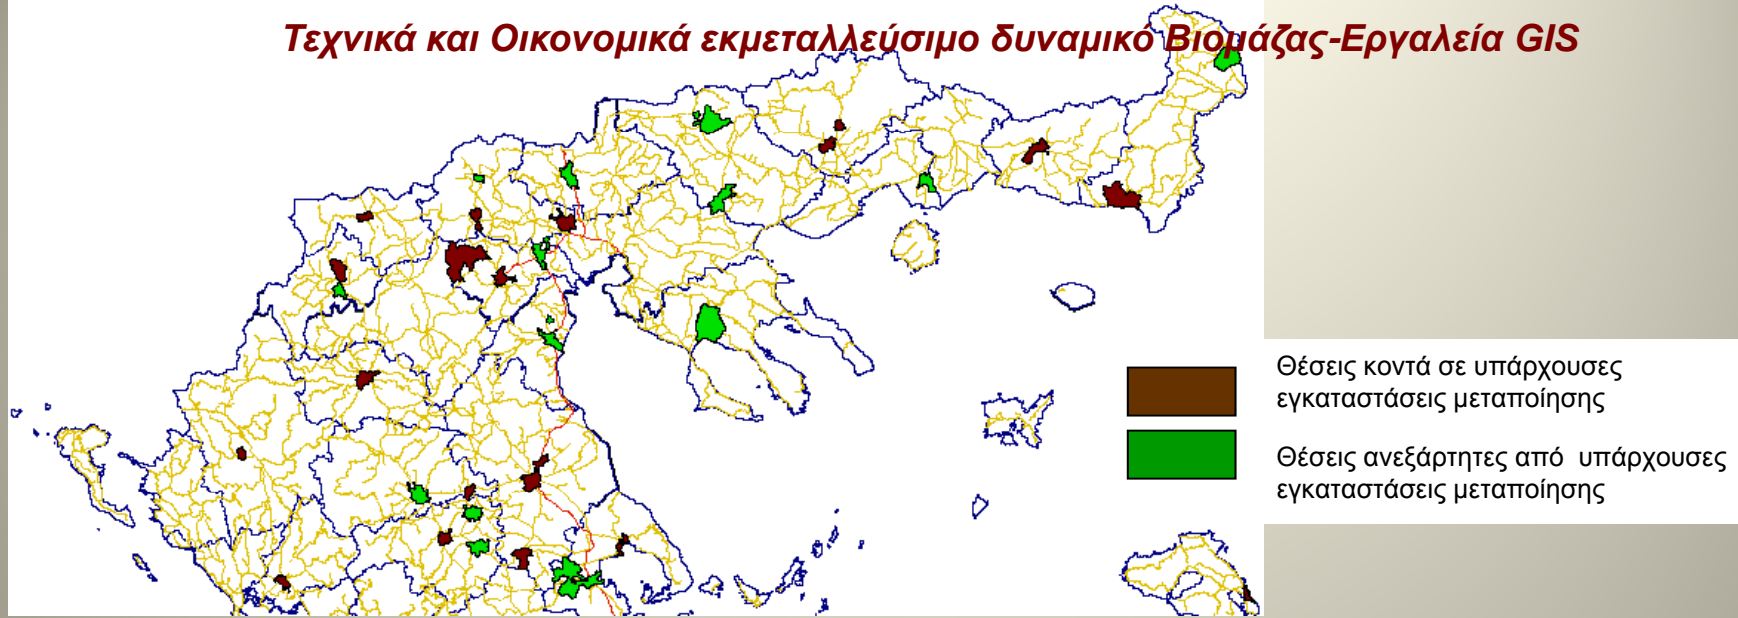 Τεχνικά και Οικονομικά εκμεταλλεύσιμο δυναμικό Βιομάζας-Εργαλεία GIS
Θέσεις κοντά σε υπάρχουσες
εγκαταστάσεις μεταποίησης
Θέσεις ανεξάρτητες από υπάρχουσες
εγκαταστάσεις μεταποίησης